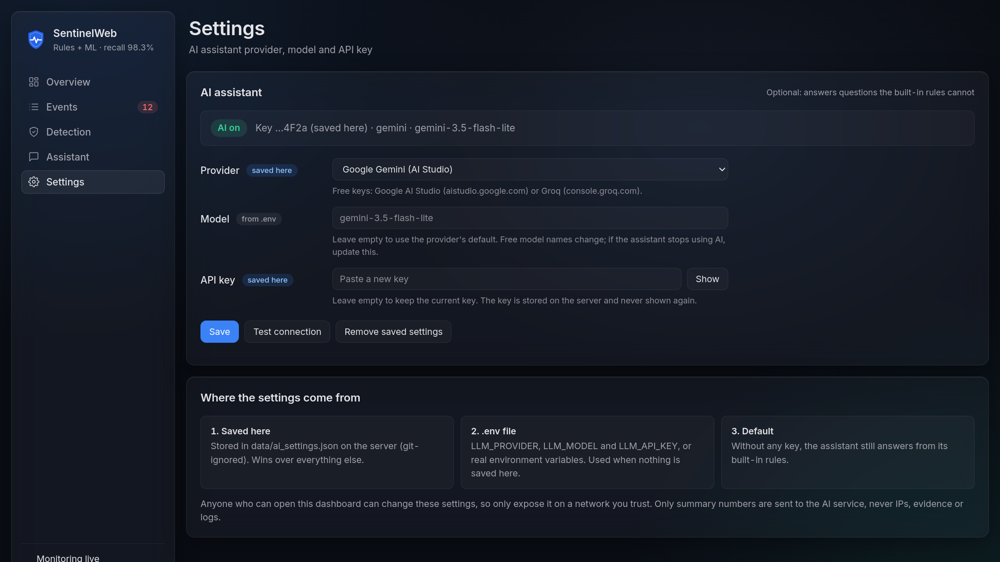 SentinelWeb
Rules + ML · recall 98.3%
Overview
Events 12
Detection
Assistant
Settings
Monitoring live
Settings
AI assistant provider, model and API key
AI assistant
Optional: answers questions the built-in rules cannot
AI on Key …4F2a (saved here) · gemini · gemini-3.5-flash-lite
Provider saved here
Google Gemini (AI Studio)
Free keys: Google AI Studio (aistudio.google.com) or Groq (console.groq.com).
Model from .env
gemini-3.5-flash-lite
Leave empty to use the provider's default. Free model names change; if the assistant stops using AI,
update this.
API key saved here
Paste a new key
Show
Leave empty to keep the current key. The key is stored on the server and never shown again.
Save
Test connection
Remove saved settings
Where the settings come from
1. Saved here
Stored in data/ai_settings.json on the server (git-
ignored). Wins over everything else.
2. .env file
LLM_PROVIDER, LLM_MODEL and LLM_API_KEY, or
real environment variables. Used when nothing is
saved here.
3. Default
Without any key, the assistant still answers from its
built-in rules.
Anyone who can open this dashboard can change these settings, so only expose it on a network you trust. Only summary numbers are sent to the AI service, never IPs, evidence or
logs.